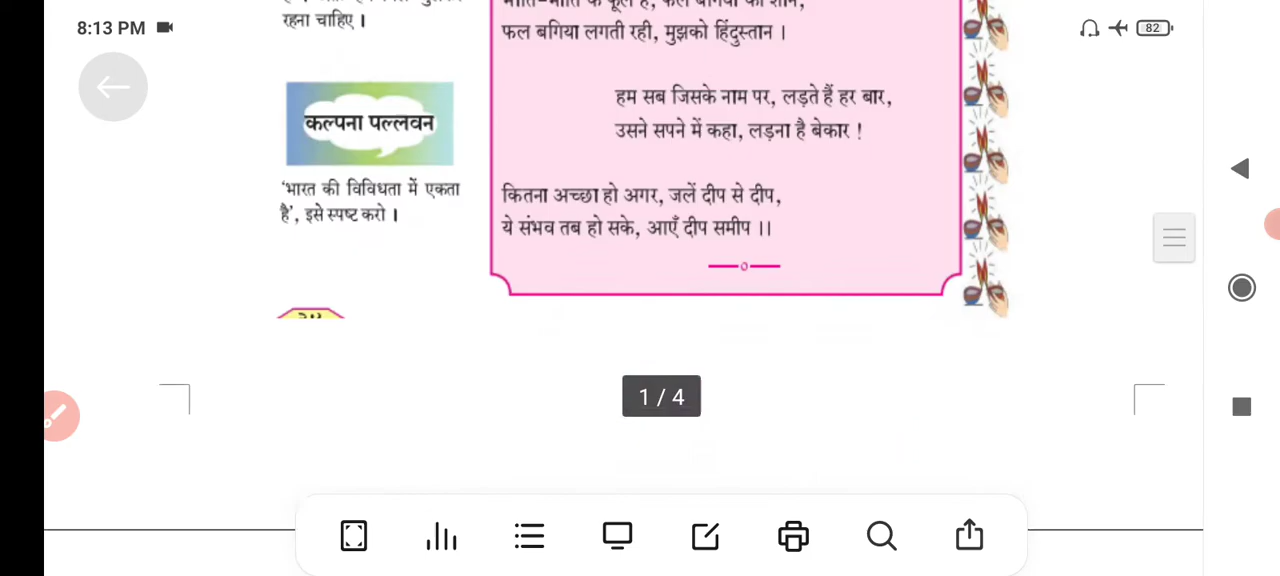 8:13 PM
82
रहना चाहिए ।
फल बगिया लगती रही, मुझको हिंदुस्तान ।
हम सब जिसके नाम पर, लड़ते हैं हर बार,
उसने सपने में कहा, लड़ना है बेकार !
कल्पना पल्लवन
'भारत की विविधता में एकता
है', इसे स्पष्ट करो ।
कितना अच्छा हो अगर, जलें दीप से दीप,
ये संभव तब हो सके, आएँ दीप समीप ।।
1 / 4